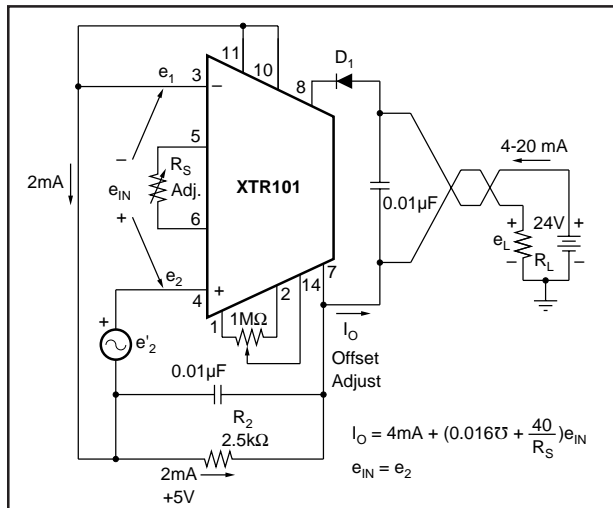 11
10
D1
e1
3
−
8
5
4-20 mA
−
RS
Adj.
XTR101
2mA
0.01µF
24V
+
eIN
+
eL
+
6
RL
−
−
e2
7
+
4
2
14
+
1
1MΩ
IO
e'2
Offset
Adjust
0.01µF
R2
2.5kΩ
IO = 4mA + (0.016℧ + 40/RS)eIN
2mA
+5V
eIN = e2